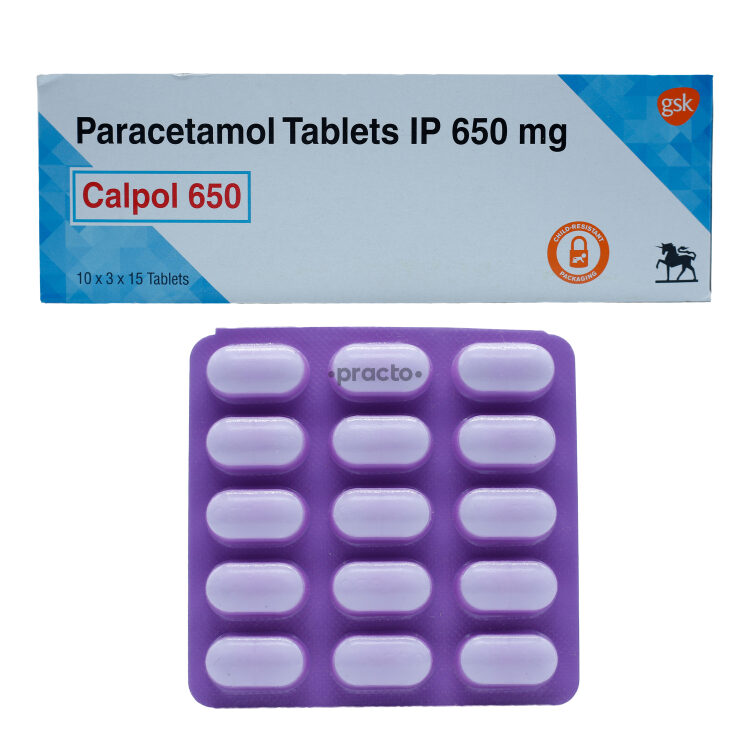 gsk
Paracetamol Tablets IP 650 mg
Calpol 650
CHILD-RESISTANT
PACKAGING
10 x 3 x 15 Tablets
•practo•